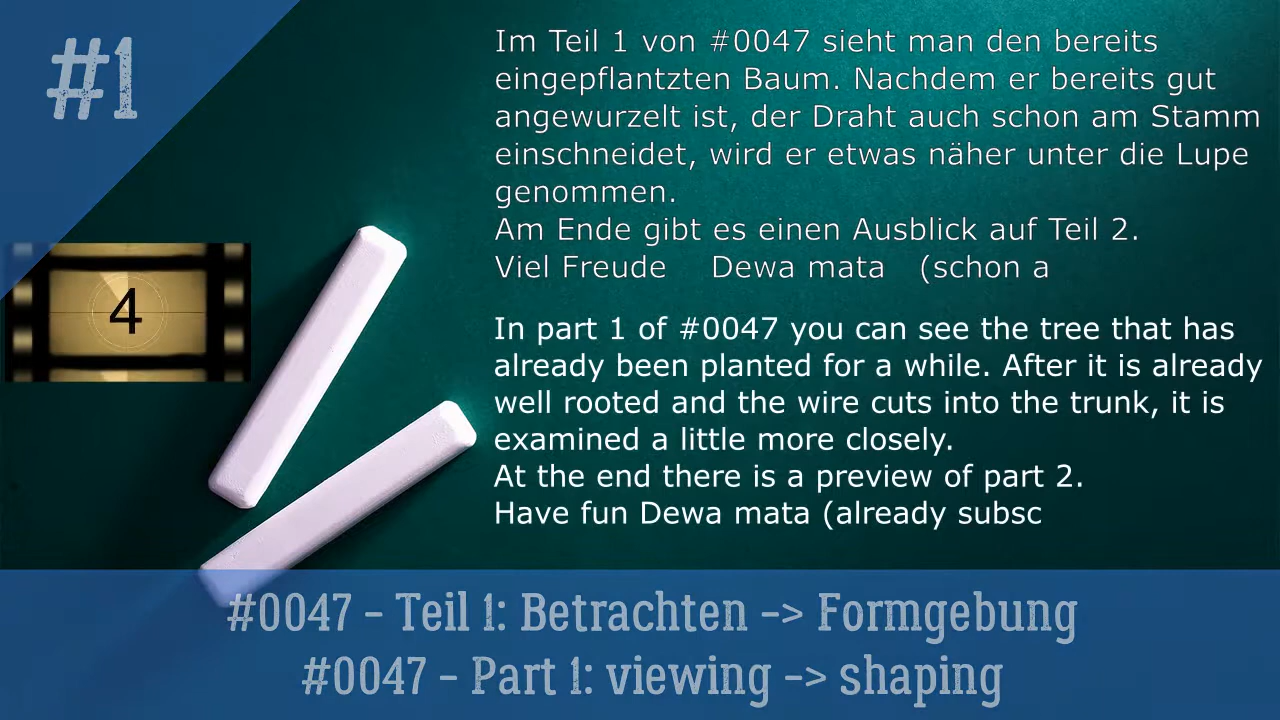 #1
Im Teil 1 von #0047 sieht man den bereits
eingepflantzten Baum. Nachdem er bereits gut
angewurzelt ist, der Draht auch schon am Stamm
einschneidet, wird er etwas näher unter die Lupe
genommen.
Am Ende gibt es einen Ausblick auf Teil 2.
Viel Freude Dewa mata (schon a
4
In part 1 of #0047 you can see the tree that has
already been planted for a while. After it is already
well rooted and the wire cuts into the trunk, it is
examined a little more closely.
At the end there is a preview of part 2.
Have fun Dewa mata (already subsc
#0047 - Teil 1: Betrachten -> Formgebung
#0047 - Part 1: viewing -> shaping